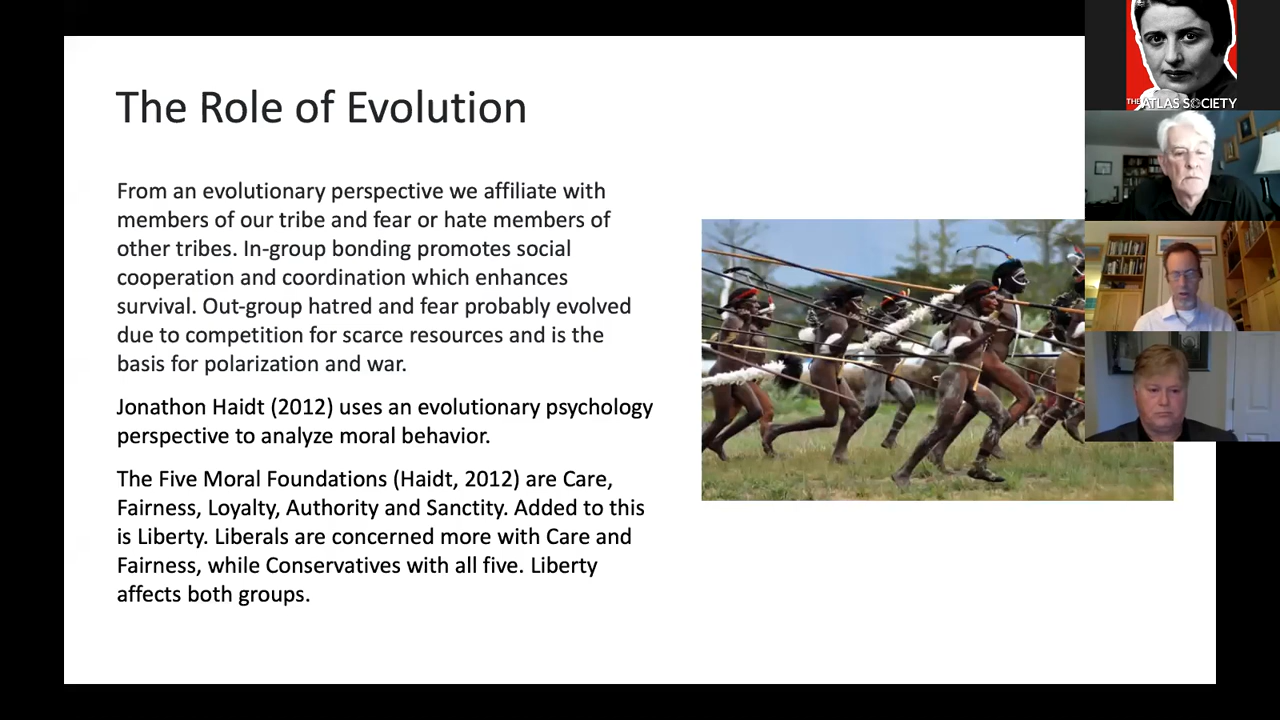 The Role of Evolution
From an evolutionary perspective we affiliate with
members of our tribe and fear or hate members of
other tribes. In-group bonding promotes social
cooperation and coordination which enhances
survival. Out-group hatred and fear probably evolved
due to competition for scarce resources and is the
basis for polarization and war.
Jonathon Haidt (2012) uses an evolutionary psychology
perspective to analyze moral behavior.
The Five Moral Foundations (Haidt, 2012) are Care,
Fairness, Loyalty, Authority and Sanctity. Added to this
is Liberty. Liberals are concerned more with Care and
Fairness, while Conservatives with all five. Liberty
affects both groups.
THE ATLAS SOCIETY